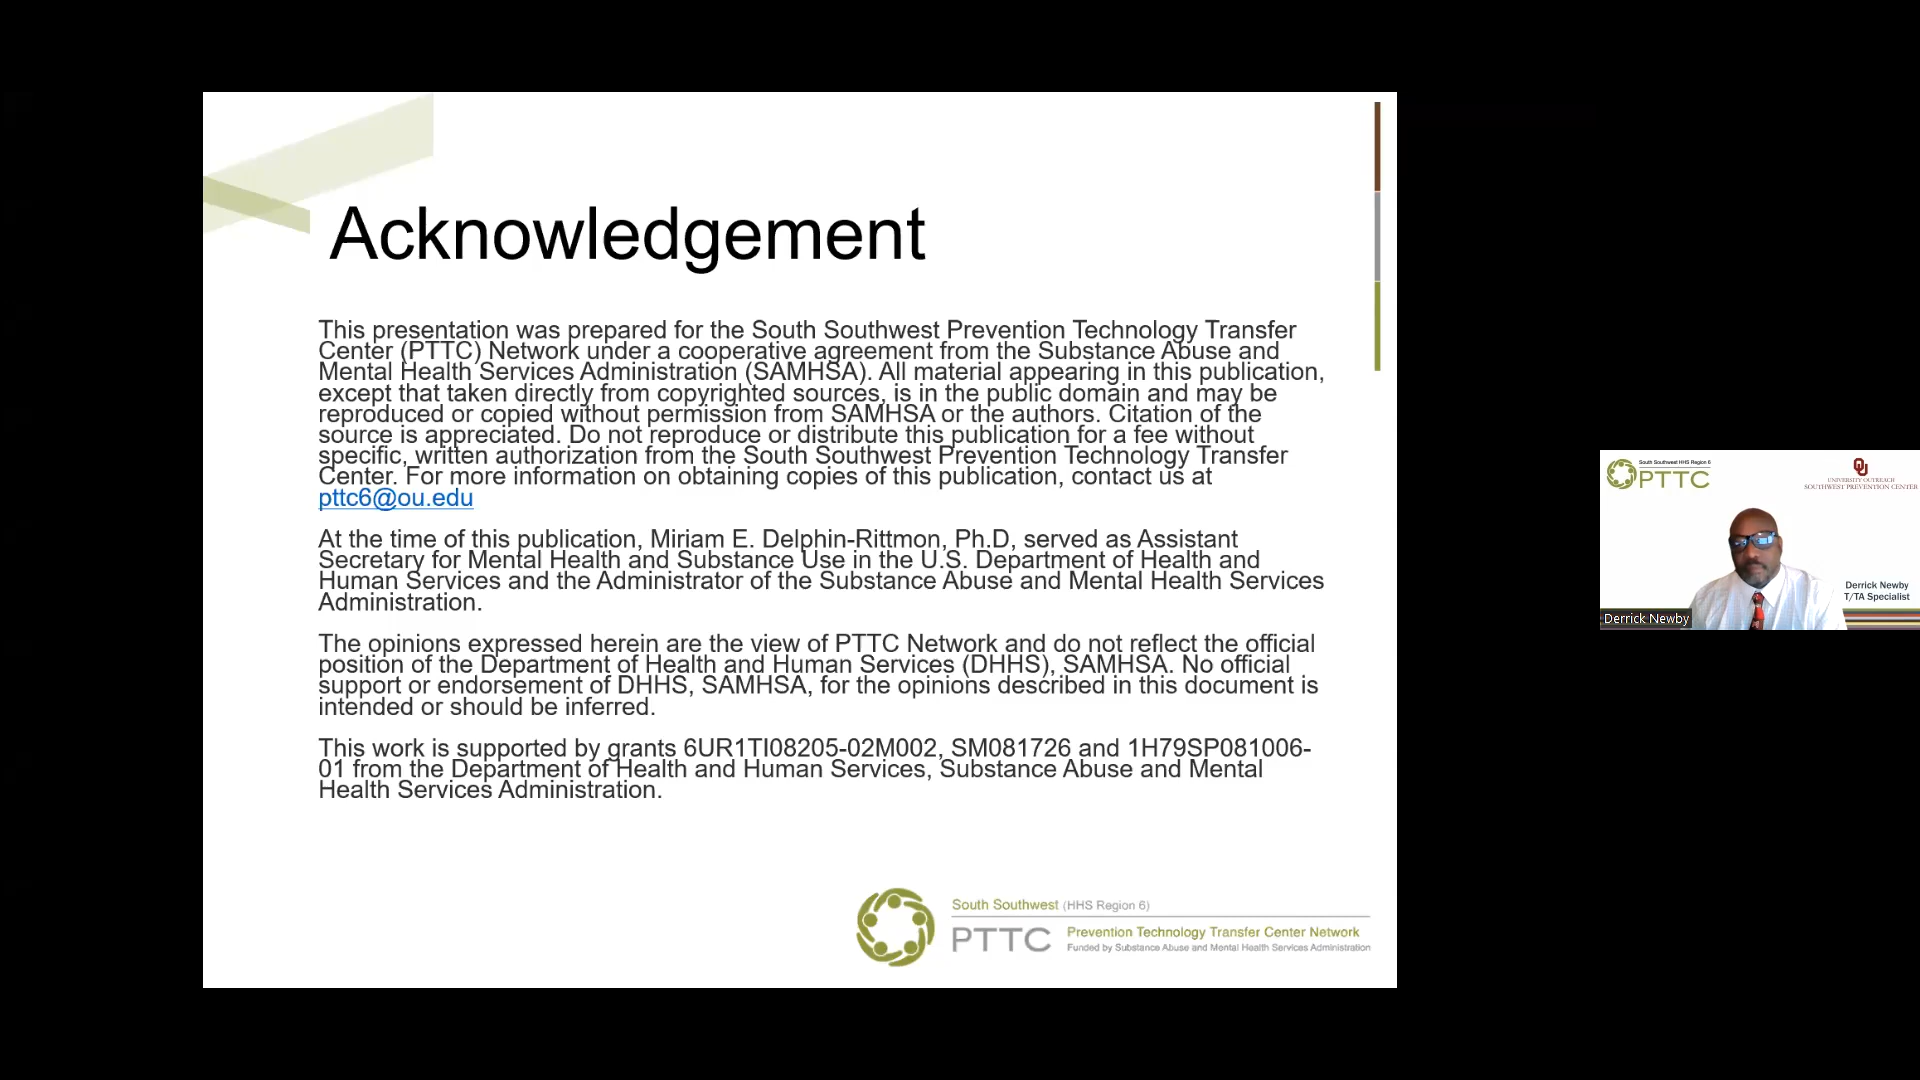 Acknowledgement
This presentation was prepared for the South Southwest Prevention Technology Transfer
Center (PTTC) Network under a cooperative agreement from the Substance Abuse and
Mental Health Services Administration (SAMHSA). All material appearing in this publication,
except that taken directly from copyrighted sources, is in the public domain and may be
reproduced or copied without permission from SAMHSA or the authors. Citation of the
source is appreciated. Do not reproduce or distribute this publication for a fee without
specific, written authorization from the South Southwest Prevention Technology Transfer
Center. For more information on obtaining copies of this publication, contact us at
pttc6@ou.edu
At the time of this publication, Miriam E. Delphin-Rittmon, Ph.D, served as Assistant
Secretary for Mental Health and Substance Use in the U.S. Department of Health and
Human Services and the Administrator of the Substance Abuse and Mental Health Services
Administration.
The opinions expressed herein are the view of PTTC Network and do not reflect the official
position of the Department of Health and Human Services (DHHS), SAMHSA. No official
support or endorsement of DHHS, SAMHSA, for the opinions described in this document is
intended or should be inferred.
This work is supported by grants 6UR1TI08205-02M002, SM081726 and 1H79SP081006-
01 from the Department of Health and Human Services, Substance Abuse and Mental
Health Services Administration.
South Southwest (HHS Region 6)
PTTC
Prevention Technology Transfer Center Network
Funded by Substance Abuse and Mental Health Services Administration
South Southwest HHS Region 6
PTTC
OU
UNIVERSITY OUTREACH
SOUTHWEST PREVENTION CENTER
Derrick Newby
T/TA Specialist
Derrick Newby